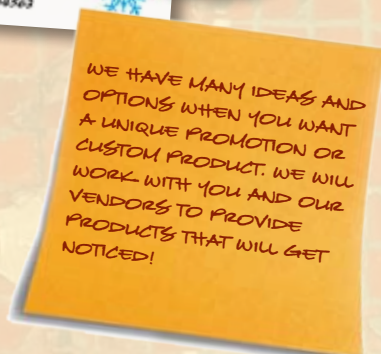 WE HAVE MANY IDEAS AND
OPTIONS WHEN YOU WANT
A UNIQUE PROMOTION OR
CUSTOM PRODUCT. WE WILL
WORK WITH YOU AND OUR
VENDORS TO PROVIDE
PRODUCTS THAT WILL GET
NOTICED!